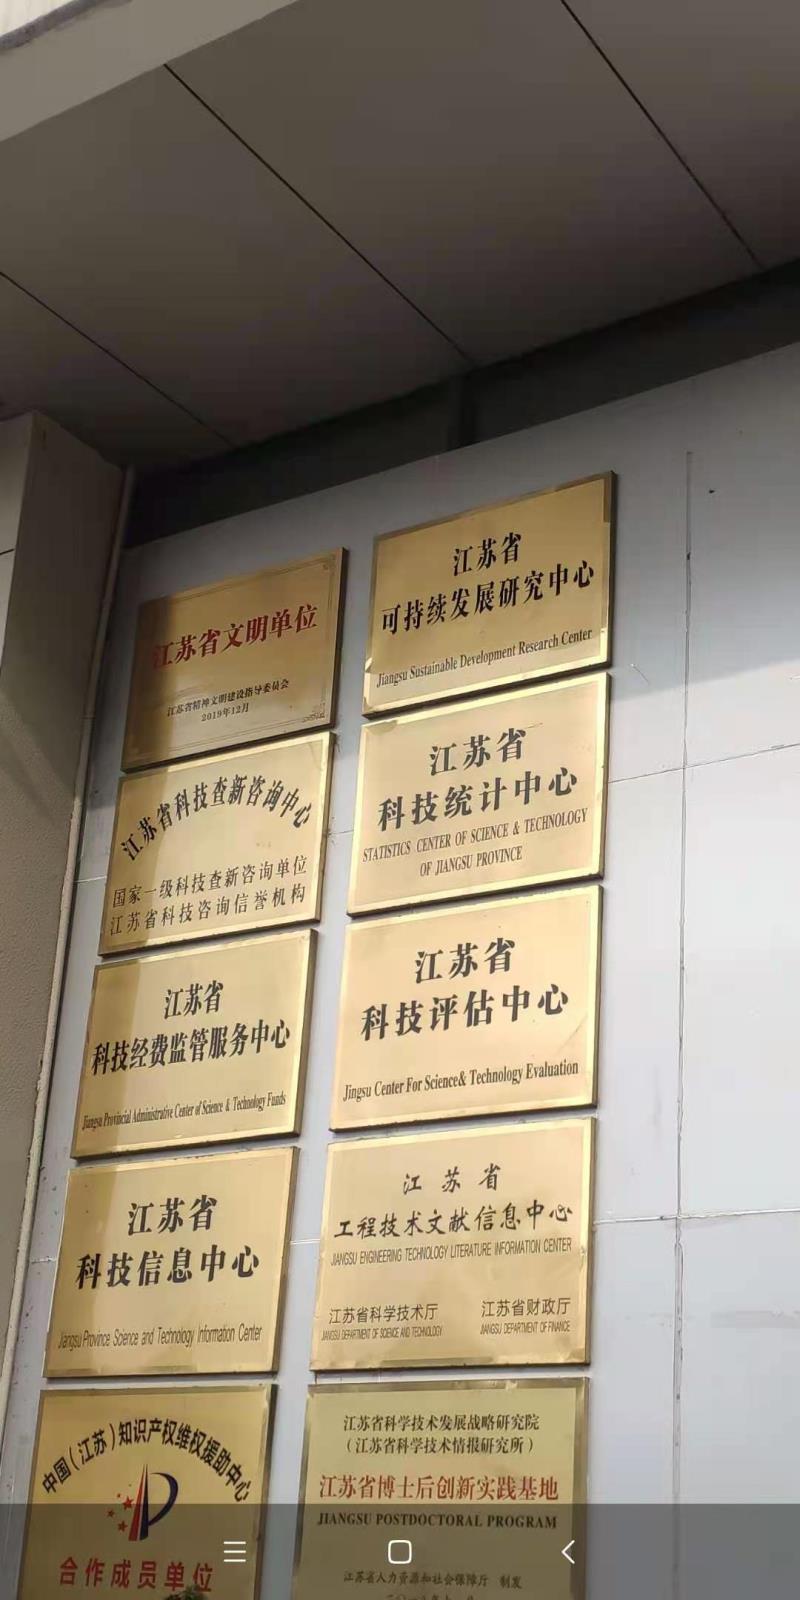 江苏省文明单位
江苏省精神文明建设指导委员会
2019年12月
江苏省
可持续发展研究中心
Jiangsu Sustainable Development Research Center
江苏省科技查新咨询中心
国家一级科技查新咨询单位
江苏省科技咨询信誉机构
江苏省
科技统计中心
STATISTICS CENTER OF SCIENCE & TECHNOLOGY
OF JIANGSU PROVINCE
江苏省
科技经费监管服务中心
Jiangsu Provincial Administrative Center of Science & Technology Funds
江苏省
科技评估中心
Jingsu Center For Science& Technology Evaluation
江苏省
科技信息中心
Jiangsu Province Science and Technology Information Center
江苏省
工程技术文献信息中心
JIANGSU ENGINEERING TECHNOLOGY LITERATURE INFORMATION CENTER
江苏省科学技术厅 江苏省财政厅
JIANGSU DEPARTMENT OF SCIENCE AND TECHNOLOGY JIANGSU DEPARTMENT OF FINANCE
中国(江苏)知识产权维权援助中心
合作成员单位
江苏省科学技术发展战略研究院
(江苏省科学技术情报研究所)
江苏省博士后创新实践基地
JIANGSU POSTDOCTORAL PROGRAM
江苏省人力资源和社会保障厅 制发